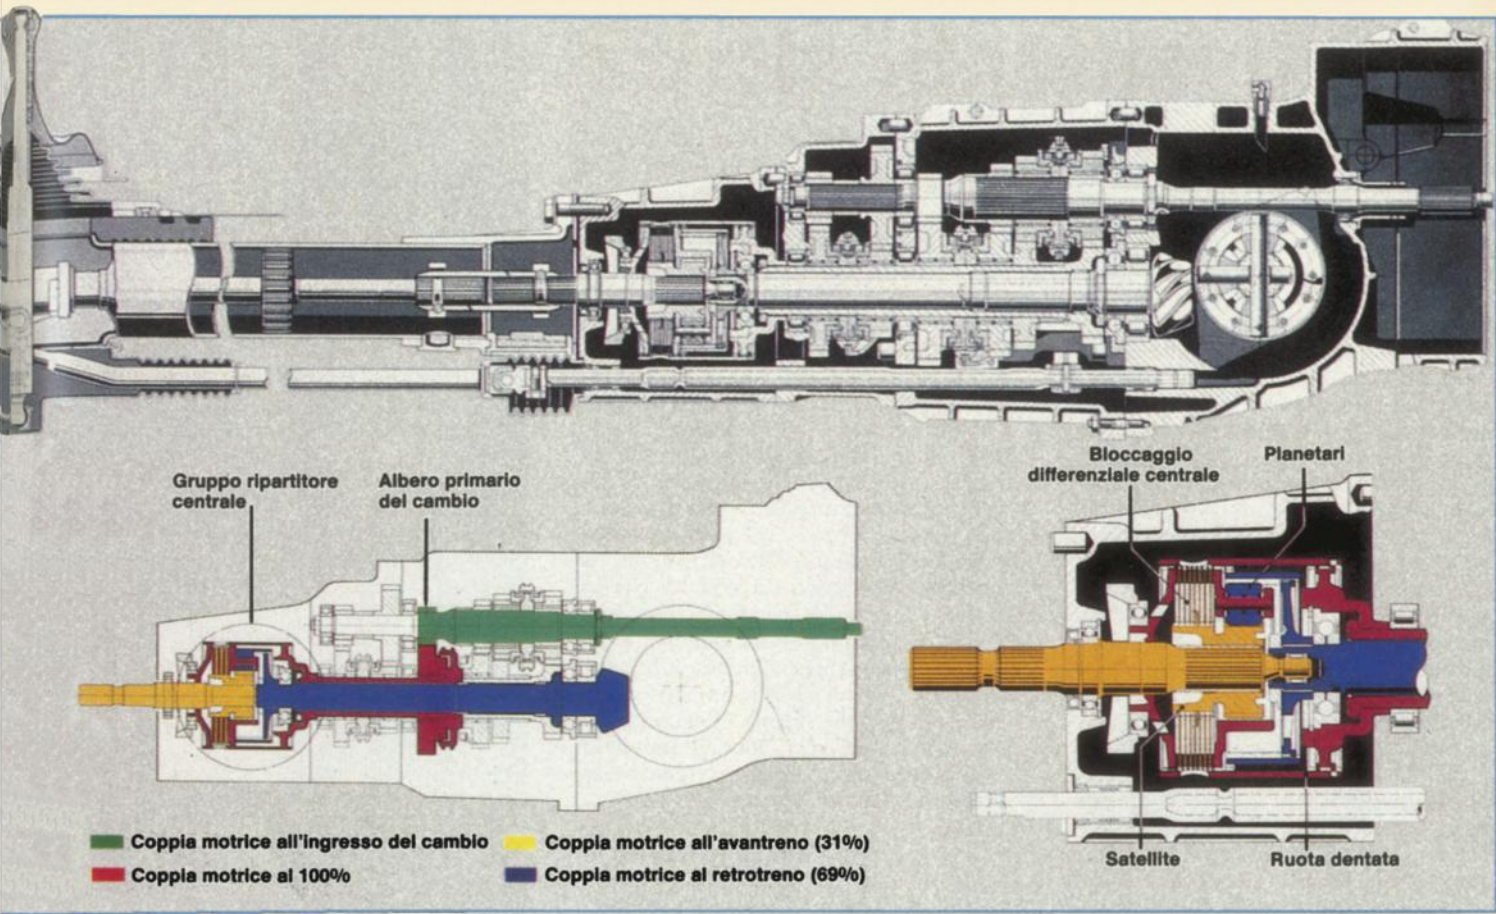 Gruppo ripartitore
centrale
Albero primario
del cambio
Bloccaggio
differenziale centrale
Planetari
Coppia motrice all'ingresso del cambio
Coppia motrice al 100%
Coppia motrice all'avantreno (31%)
Coppia motrice al retrotreno (69%)
Satellite
Ruota dentata